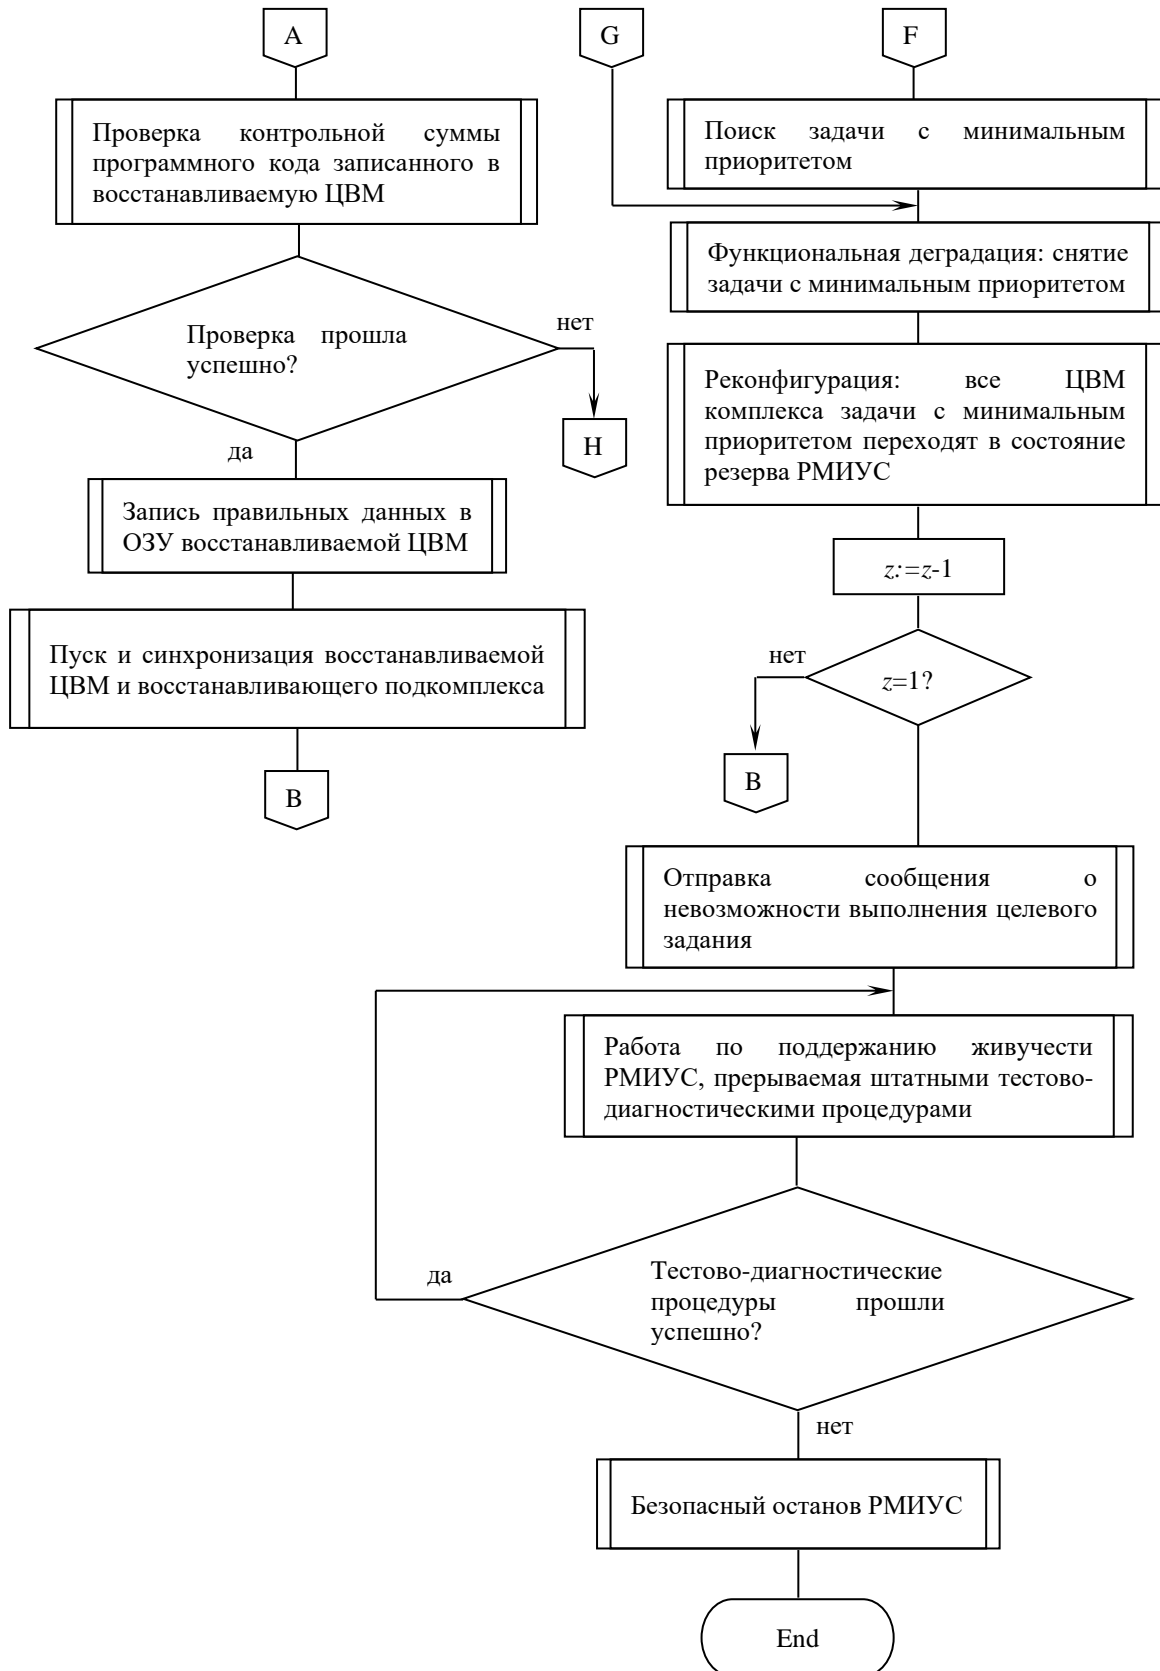 A
G
F
Проверка контрольной суммы
программного кода записанного в
восстанавливаемую ЦВМ
Проверка прошла
успешно?
нет
H
да
Запись правильных данных в
ОЗУ восстанавливаемой ЦВМ
Пуск и синхронизация восстанавливаемой
ЦВМ и восстанавливающего подкомплекса
B
Поиск задачи с минимальным
приоритетом
Функциональная деградация: снятие
задачи с минимальным приоритетом
Реконфигурация: все ЦВМ
комплекса задачи с минимальным
приоритетом переходят в состояние
резерва РМИУС
z:=z-1
нет
z=1?
B
Отправка сообщения о
невозможности выполнения целевого
задания
Работа по поддержанию живучести
РМИУС, прерываемая штатными тестово-
диагностическими процедурами
да
Тестово-диагностические
процедуры прошли
успешно?
нет
Безопасный останов РМИУС
End